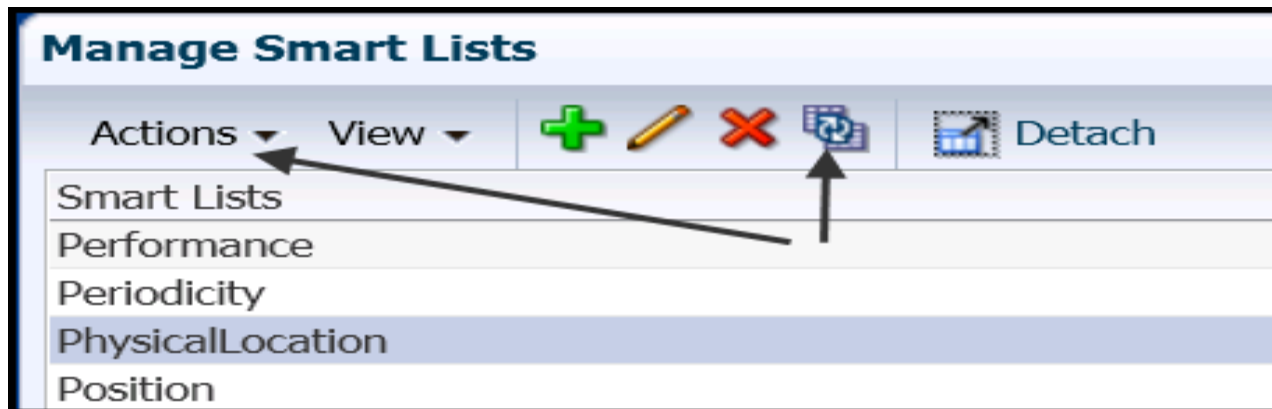 Manage Smart Lists
Actions View Detach
Smart Lists
Performance
Periodicity
PhysicalLocation
Position